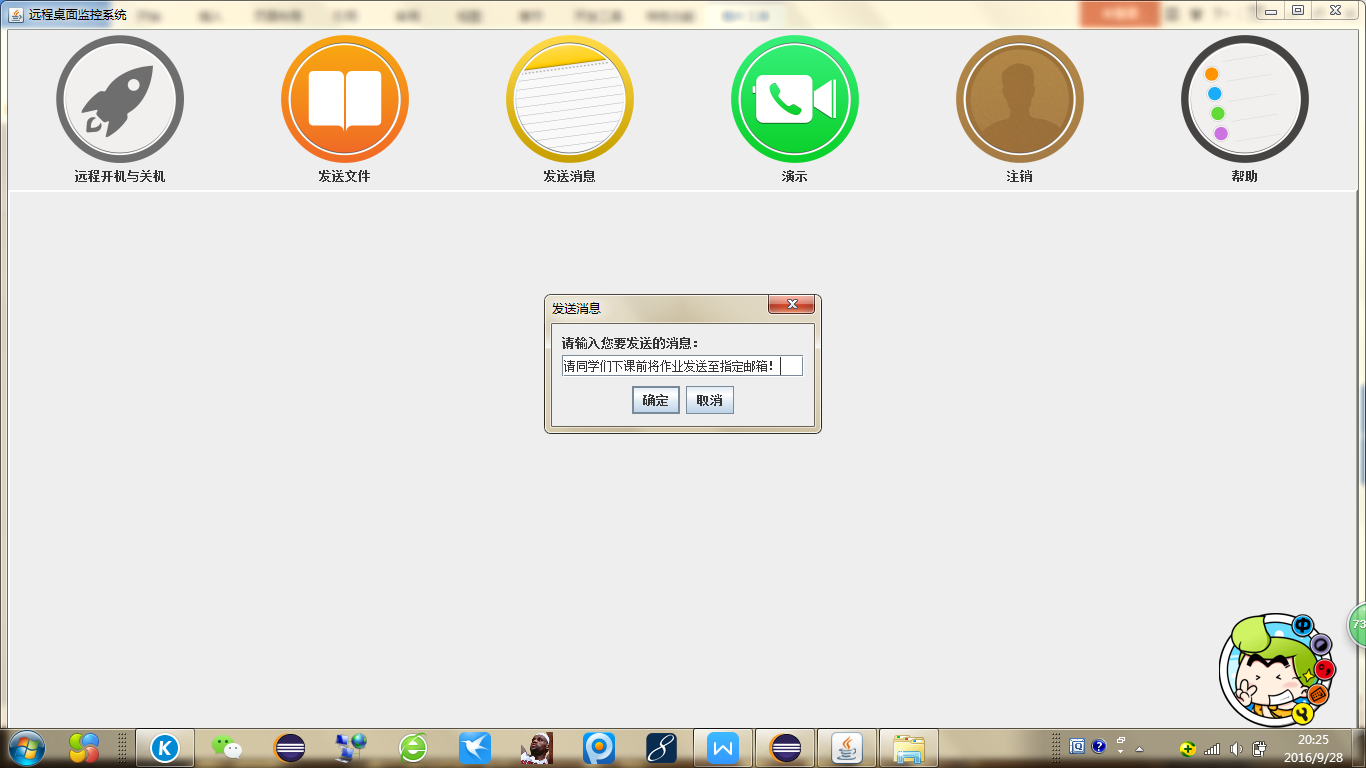 远程桌面监控系统
远程开机与关机
发送文件
发送消息
演示
注销
帮助
发送消息
请输入您要发送的消息：
请同学们下课前将作业发送至指定邮箱！
确定
取消
中
73
20:25
2016/9/28